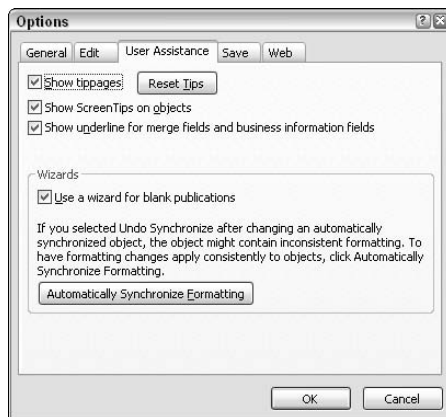 Options
General Edit User Assistance Save Web
Show tippages Reset Tips
Show ScreenTips on objects
Show underline for merge fields and business information fields
Wizards
Use a wizard for blank publications
If you selected Undo Synchronize after changing an automatically
synchronized object, the object might contain inconsistent formatting. To
have formatting changes apply consistently to objects, click Automatically
Synchronize Formatting.
Automatically Synchronize Formatting
OK Cancel